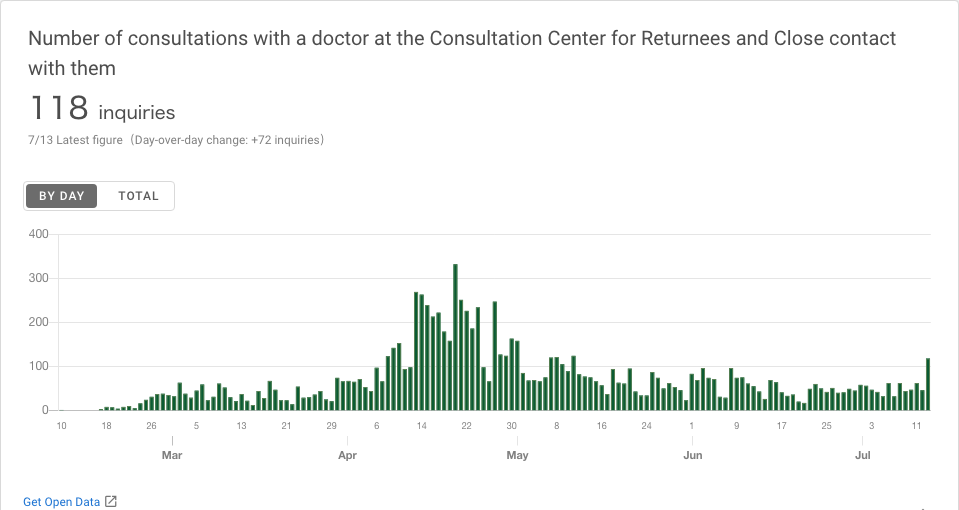 Number of consultations with a doctor at the Consultation Center for Returnees and Close contact
with them
118 inquiries
7/13 Latest figure（Day-over-day change: +72 inquiries）
BY DAY TOTAL
400
300
200
100
0
10 18 26 5 13 21 29 6 14 22 30 8 16 24 1 9 17 25 3 11
Mar Apr May Jun Jul
Get Open Data